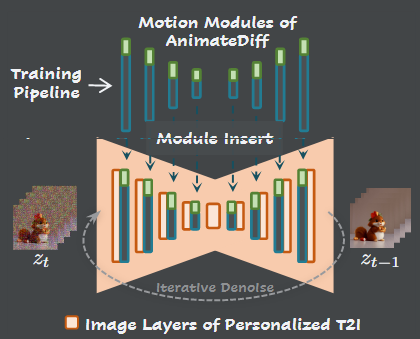 Motion Modules of
AnimateDiff
Training
Pipeline
Module Insert
z_t
z_{t-1}
Iterative Denoise
Image Layers of Personalized T2I